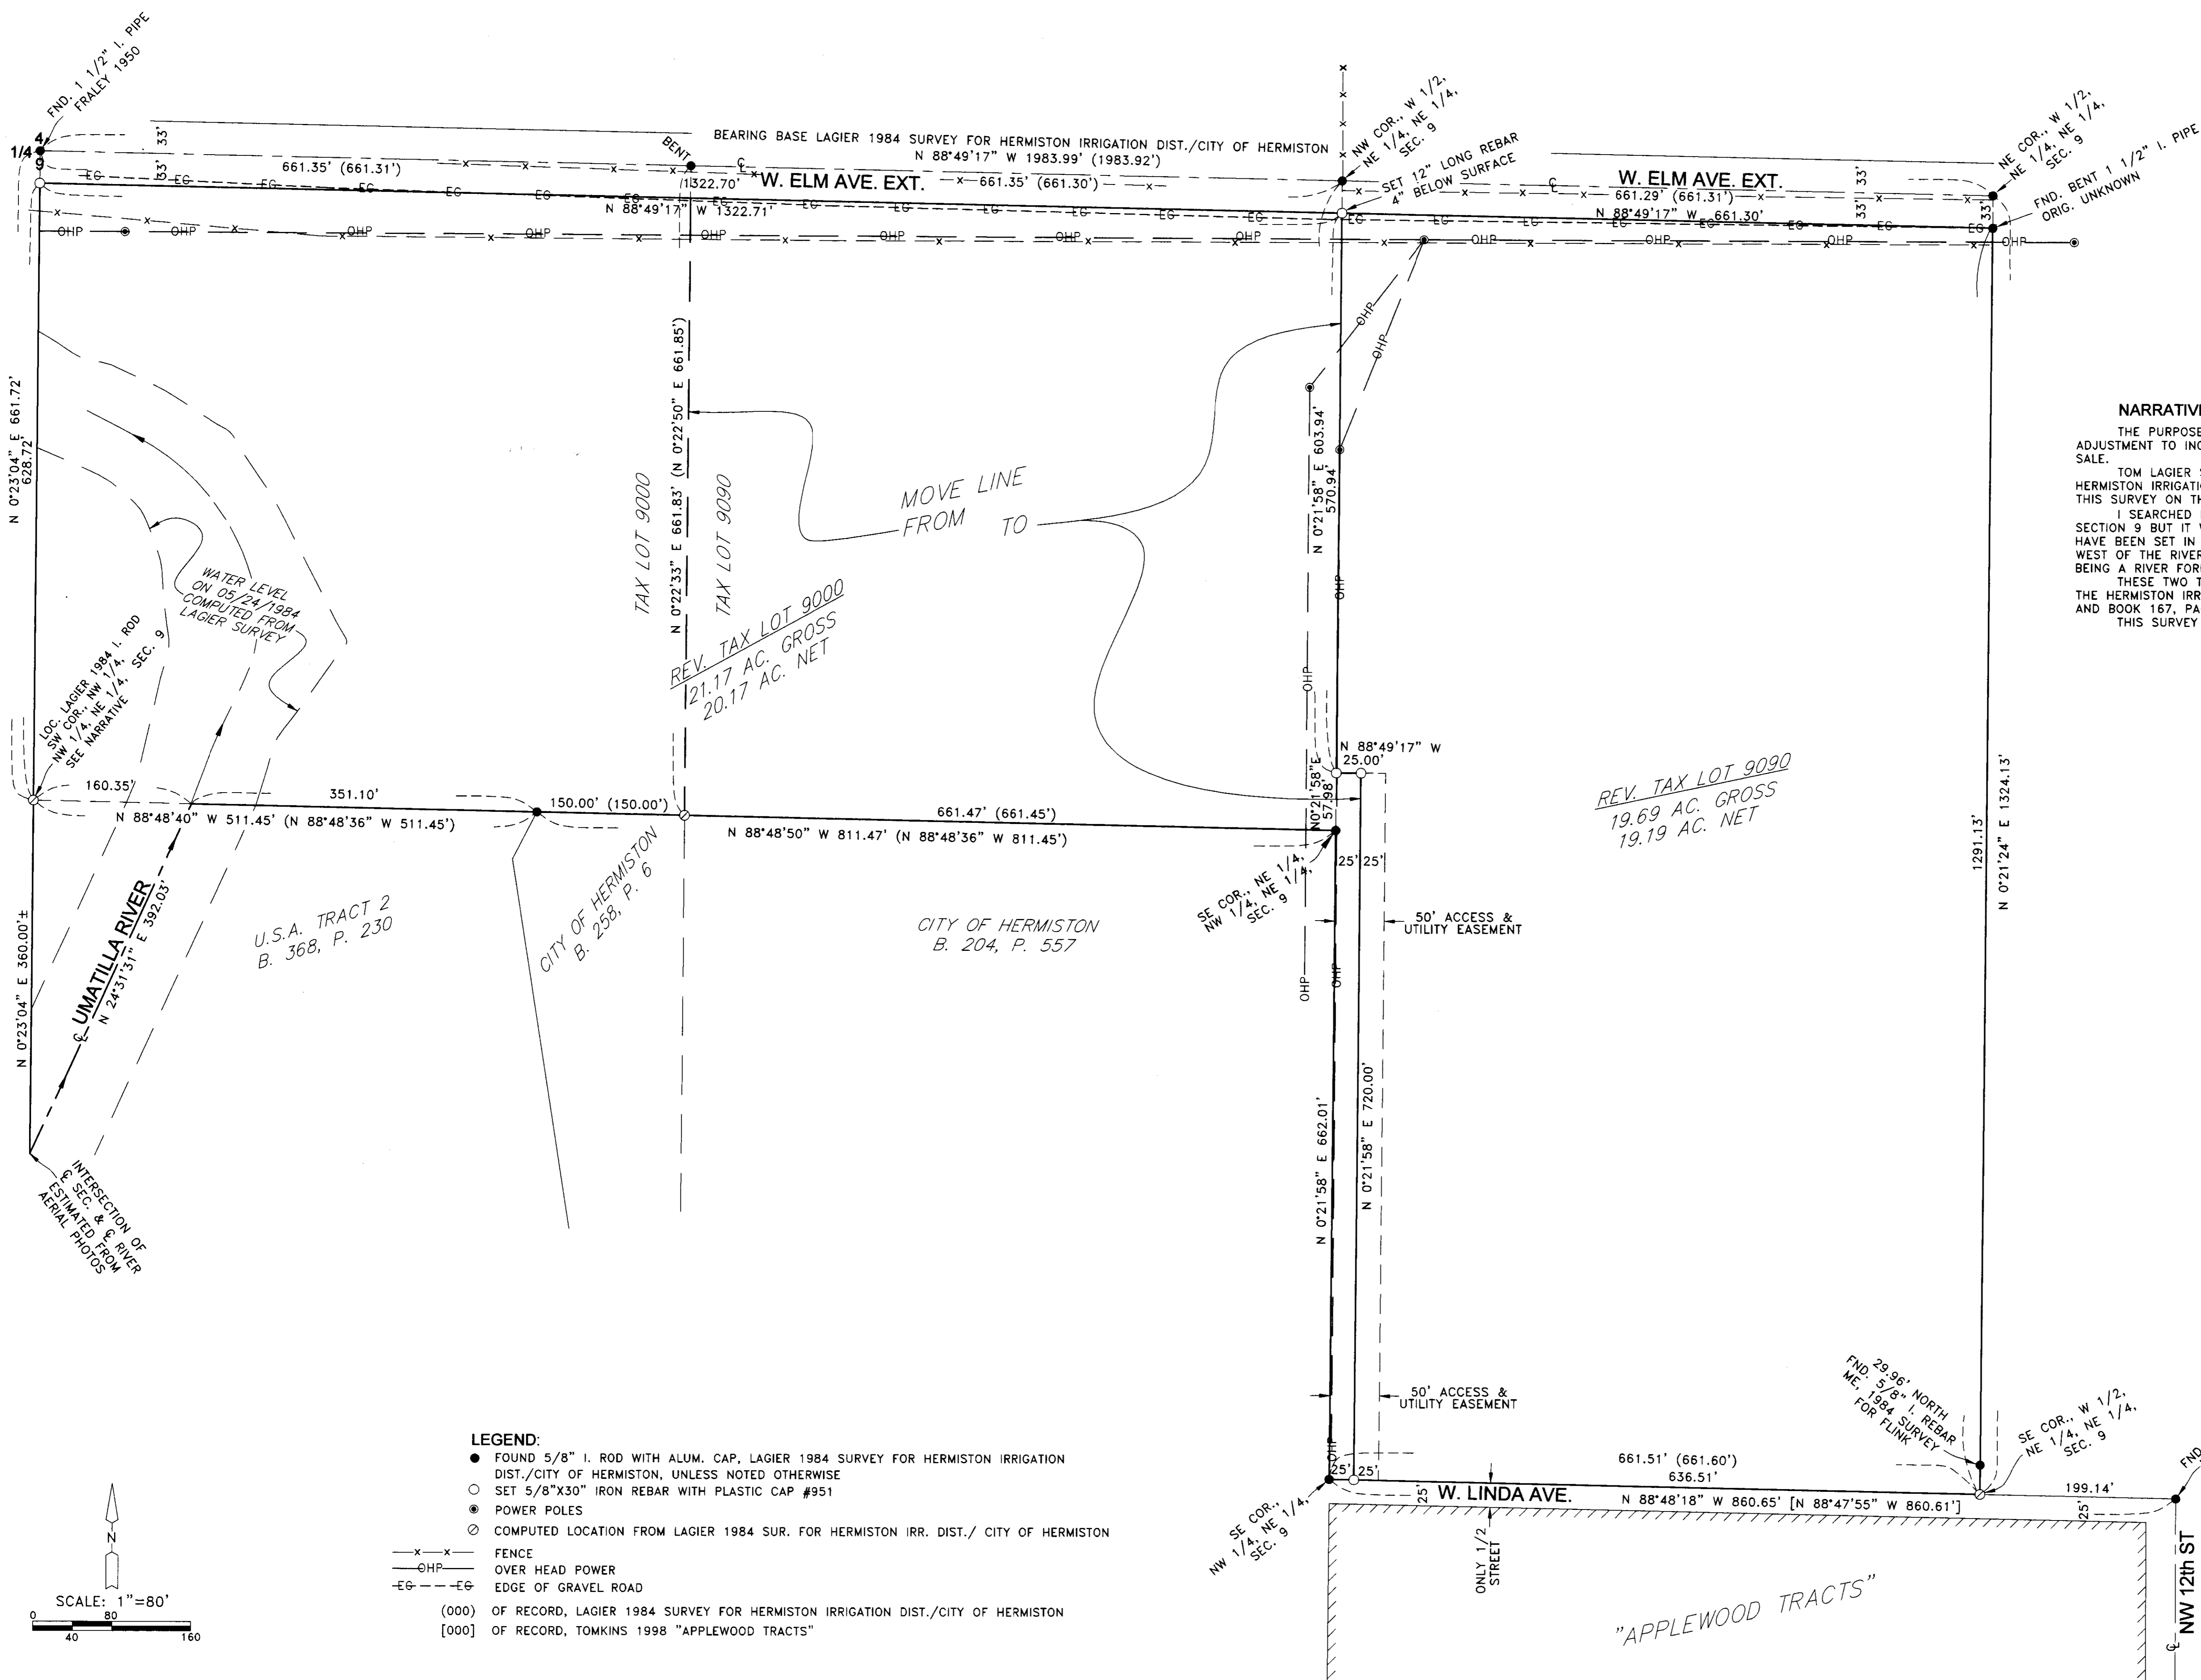 FND. 1 1/2" I. PIPE
FRALEY 1950
4
1/4
9
33'
33'
BEARING BASE LAGIER 1984 SURVEY FOR HERMISTON IRRIGATION DIST./CITY OF HERMISTON
N 88°49'17" W 1983.99' (1983.92')
BENT
661.35' (661.31')
W. ELM AVE. EXT.
661.35' (661.30')
1322.70'
N 88°49'17" W 1322.71'
NW COR., W 1/2,
NE 1/4, NE 1/4,
SEC. 9
SET 12" LONG REBAR
4" BELOW SURFACE
W. ELM AVE. EXT.
661.29' (661.31')
N 88°49'17" W 661.30'
33'
33'
33'
NE COR., W 1/2,
NE 1/4, NE 1/4,
SEC. 9
FND. BENT 1 1/2" I. PIPE
ORIG. UNKNOWN
N 0°23'04" E 661.72'
628.72'
WATER LEVEL
ON 05/24/1984
COMPUTED FROM
LAGIER SURVEY
LOC. LAGIER 1984 I. ROD
SW COR., NW 1/4,
NW 1/4, NE 1/4, SEC. 9
SEE NARRATIVE
TAX LOT 9000
N 0°22'33" E 661.83' (N 0°22'50" E 661.85')
TAX LOT 9090
MOVE LINE
FROM TO
REV. TAX LOT 9000
21.17 AC. GROSS
20.17 AC. NET
OHP
N 0°21'58" E 603.94'
570.94'
NARRATIVE
THE PURPOSE
ADJUSTMENT TO INC
SALE.
TOM LAGIER
HERMISTON IRRIGATIO
THIS SURVEY ON TH
I SEARCHED
SECTION 9 BUT IT
HAVE BEEN SET IN
WEST OF THE RIVER
BEING A RIVER FOR
THESE TWO T
THE HERMISTON IRR
AND BOOK 167, PA
THIS SURVEY
160.35'
351.10'
150.00' (150.00')
661.47' (661.45')
N 88°48'40" W 511.45' (N 88°48'36" W 511.45')
N 88°48'50" W 811.47' (N 88°48'36" W 811.45')
N 88°49'17" W
25.00'
N0°21'58"E
57.98'
25' 25'
SE COR., NE 1/4,
NW 1/4, NE 1/4,
SEC. 9
REV. TAX LOT 9090
19.69 AC. GROSS
19.19 AC. NET
1291.13'
N 0°21'24" E 1324.13'
N 0°23'04" E 360.00'±
UMATILLA RIVER
N 24°31'31" E 392.03'
U.S.A. TRACT 2
B. 368, P. 230
CITY OF HERMISTON
B. 258, P. 6
CITY OF HERMISTON
B. 204, P. 557
50' ACCESS &
UTILITY EASEMENT
N 0°21'58" E 662.01'
N 0°21'58" E 720.00'
INTERSECTION OF
℄ SEC. & ℄ RIVER
ESTIMATED FROM
AERIAL PHOTOS
50' ACCESS &
UTILITY EASEMENT
29.96' NORTH
FND. 5/8" I. REBAR
ME, 1984 SURVEY
FOR FLINK
SE COR., W 1/2,
NE 1/4, NE 1/4,
SEC. 9
FND.
25' 25'
661.51' (661.60')
636.51'
199.14'
25'
W. LINDA AVE.
N 88°48'18" W 860.65' [N 88°47'55" W 860.61']
25'
SE COR.,
NW 1/4, NE 1/4,
SEC. 9
ONLY 1/2
STREET
"APPLEWOOD TRACTS"
NW 12th ST
℄
LEGEND:
FOUND 5/8" I. ROD WITH ALUM. CAP, LAGIER 1984 SURVEY FOR HERMISTON IRRIGATION
DIST./CITY OF HERMISTON, UNLESS NOTED OTHERWISE
SET 5/8"X30" IRON REBAR WITH PLASTIC CAP #951
POWER POLES
COMPUTED LOCATION FROM LAGIER 1984 SUR. FOR HERMISTON IRR. DIST./ CITY OF HERMISTON
x x FENCE
OHP OVER HEAD POWER
EG EG EDGE OF GRAVEL ROAD
(000) OF RECORD, LAGIER 1984 SURVEY FOR HERMISTON IRRIGATION DIST./CITY OF HERMISTON
[000] OF RECORD, TOMKINS 1998 "APPLEWOOD TRACTS"
N
SCALE: 1"=80'
0 80
40 160